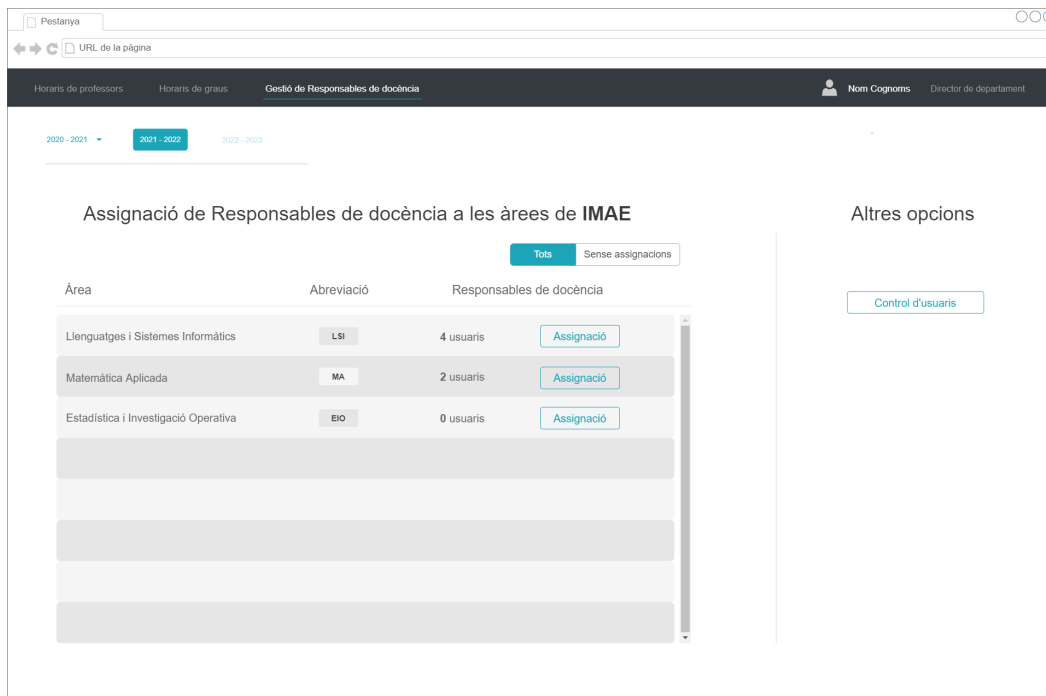 Pestanya
URL de la pàgina
Horaris de professors Horaris de graus Gestió de Responsables de docència Nom Cognoms Director de departament
2020 - 2021 2021 - 2022 2022 - 2023
Assignació de Responsables de docència a les àrees de IMAE Altres opcions
Tots Sense assignacions
Àrea Abreviació Responsables de docència
Control d'usuaris
Llenguatges i Sistemes Informátics LSI 4 usuaris Assignació
Matemàtica Aplicada MA 2 usuaris Assignació
Estadística i Investigació Operativa EIO 0 usuaris Assignació